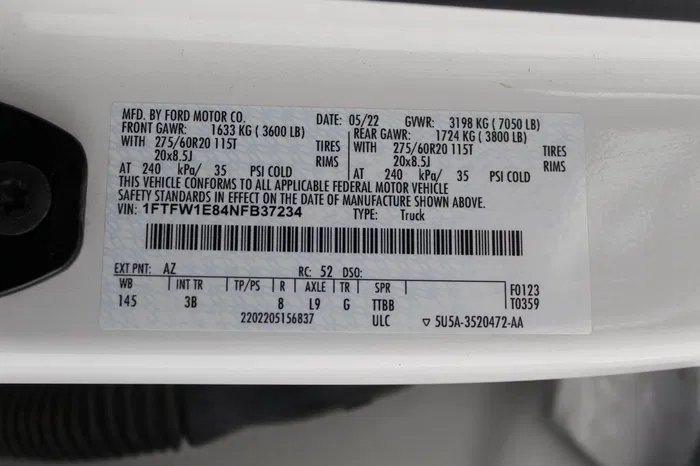 MFD. BY FORD MOTOR CO.
05/22 GVWR: 3198 KG ( 7050 LB)
FRONT GAWR: 1633 KG ( 3600 LB)
WITH 275/60R20 115T TIRES
20x8.5J RIMS
AT 240 kPa/ 35 PSI COLD
REAR GAWR: 1724 KG ( 3800 LB)
WITH 275/60R20 115T TIRES
20x8.5J RIMS
AT 240 kPa/ 35 PSI COLD
THIS VEHICLE CONFORMS TO ALL APPLICABLE FEDERAL MOTOR VEHICLE
SAFETY STANDARDS IN EFFECT ON THE DATE OF MANUFACTURE SHOWN ABOVE.
VIN: 1FTFW1E84NFB37234 TYPE: Truck
EXT PNT: AZ RC: 52 DSO:
WB INT TR TP/PS R AXLE TR SPR
145 3B 8 L9 G TTBB
F0123
T0359
2202205156837 ULC ▽ 5U5A-3520472-AA